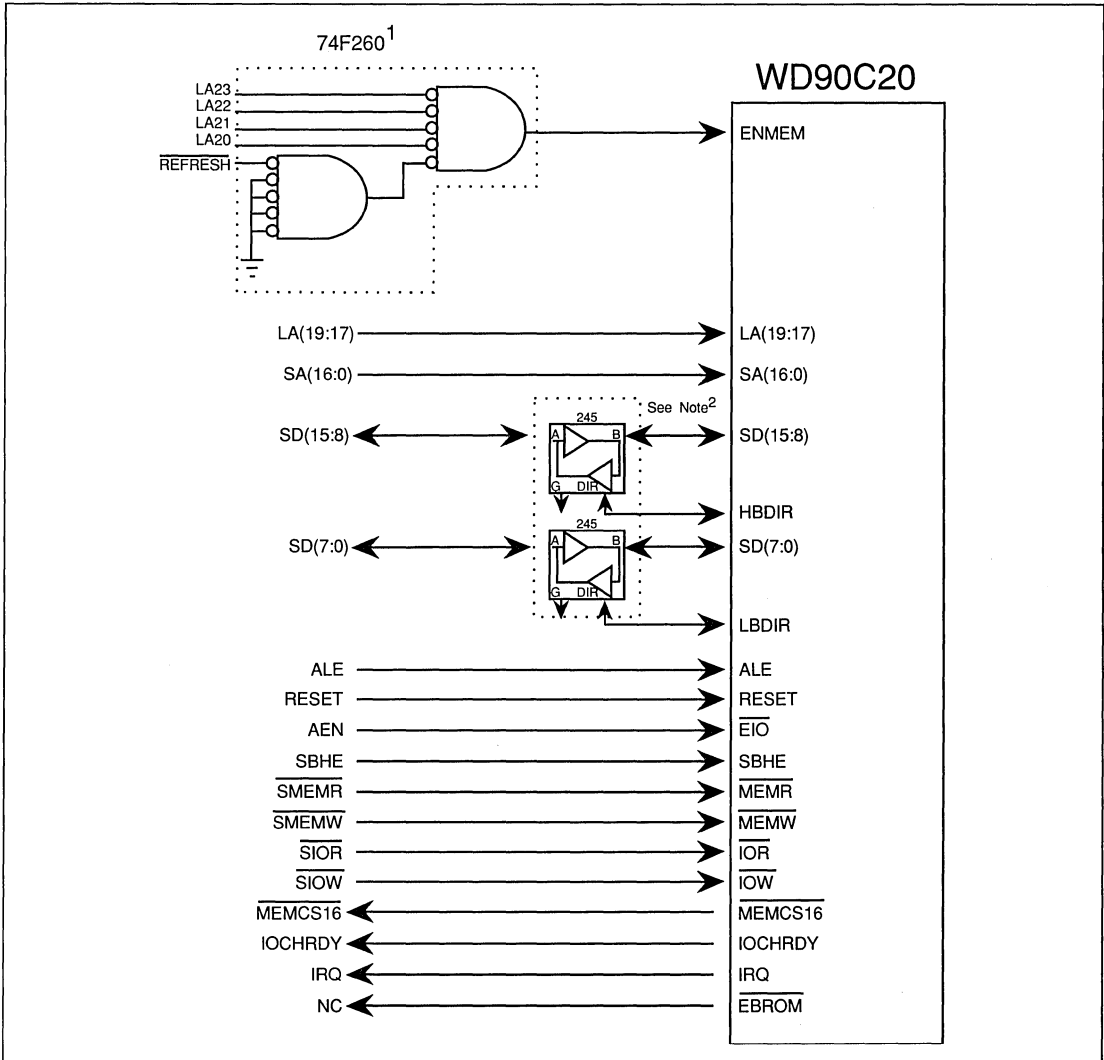 74F260¹
WD90C20
LA23
LA22
LA21
LA20
REFRESH
ENMEM
LA(19:17) LA(19:17)
SA(16:0) SA(16:0)
See Note²
245
SD(15:8) A B SD(15:8)
G DIR
HBDIR
245
SD(7:0) A B SD(7:0)
G DIR
LBDIR
ALE ALE
RESET RESET
AEN EIO
SBHE SBHE
SMEMR MEMR
SMEMW MEMW
SIOR IOR
SIOW IOW
MEMCS16 MEMCS16
IOCHRDY IOCHRDY
IRQ IRQ
NC EBROM